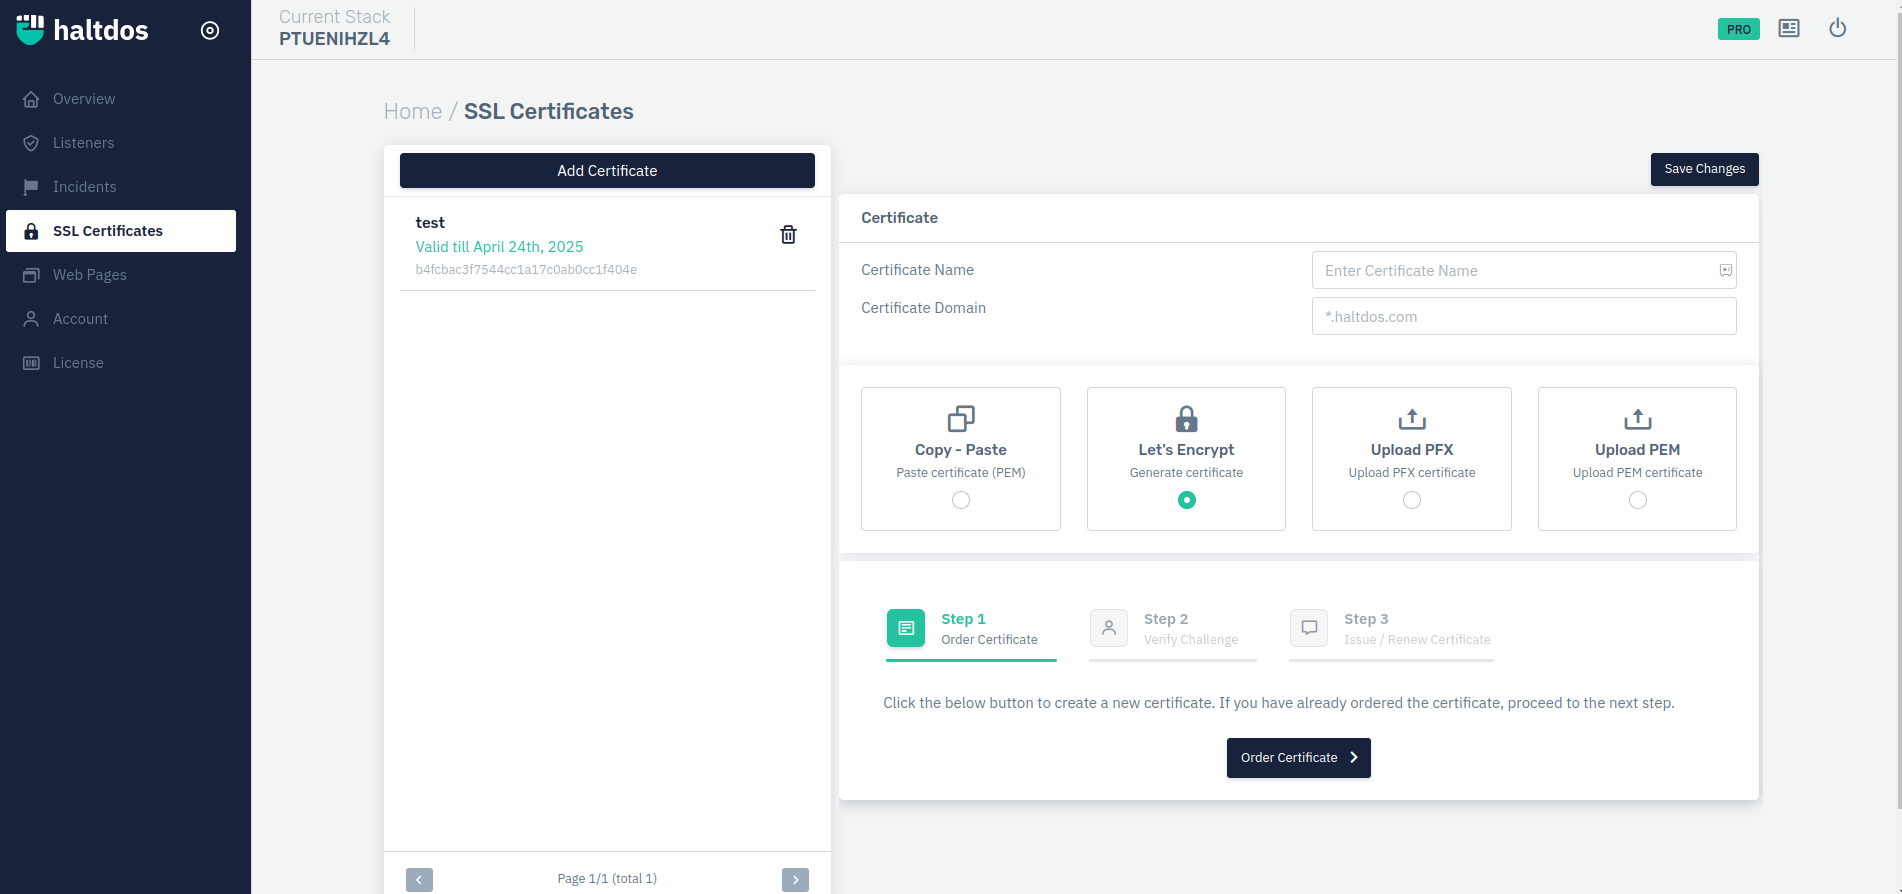 haltdos
Current Stack
PTUENIHZL4
PRO
Overview
Listeners
Incidents
SSL Certificates
Web Pages
Account
License
Home / SSL Certificates
Add Certificate
test
Valid till April 24th, 2025
b4fcbac3f7544cc1a17c0ab0cc1f404e
Page 1/1 (total 1)
Save Changes
Certificate
Certificate Name
Enter Certificate Name
Certificate Domain
*.haltdos.com
Copy - Paste
Paste certificate (PEM)
Let's Encrypt
Generate certificate
Upload PFX
Upload PFX certificate
Upload PEM
Upload PEM certificate
Step 1
Order Certificate
Step 2
Verify Challenge
Step 3
Issue / Renew Certificate
Click the below button to create a new certificate. If you have already ordered the certificate, proceed to the next step.
Order Certificate